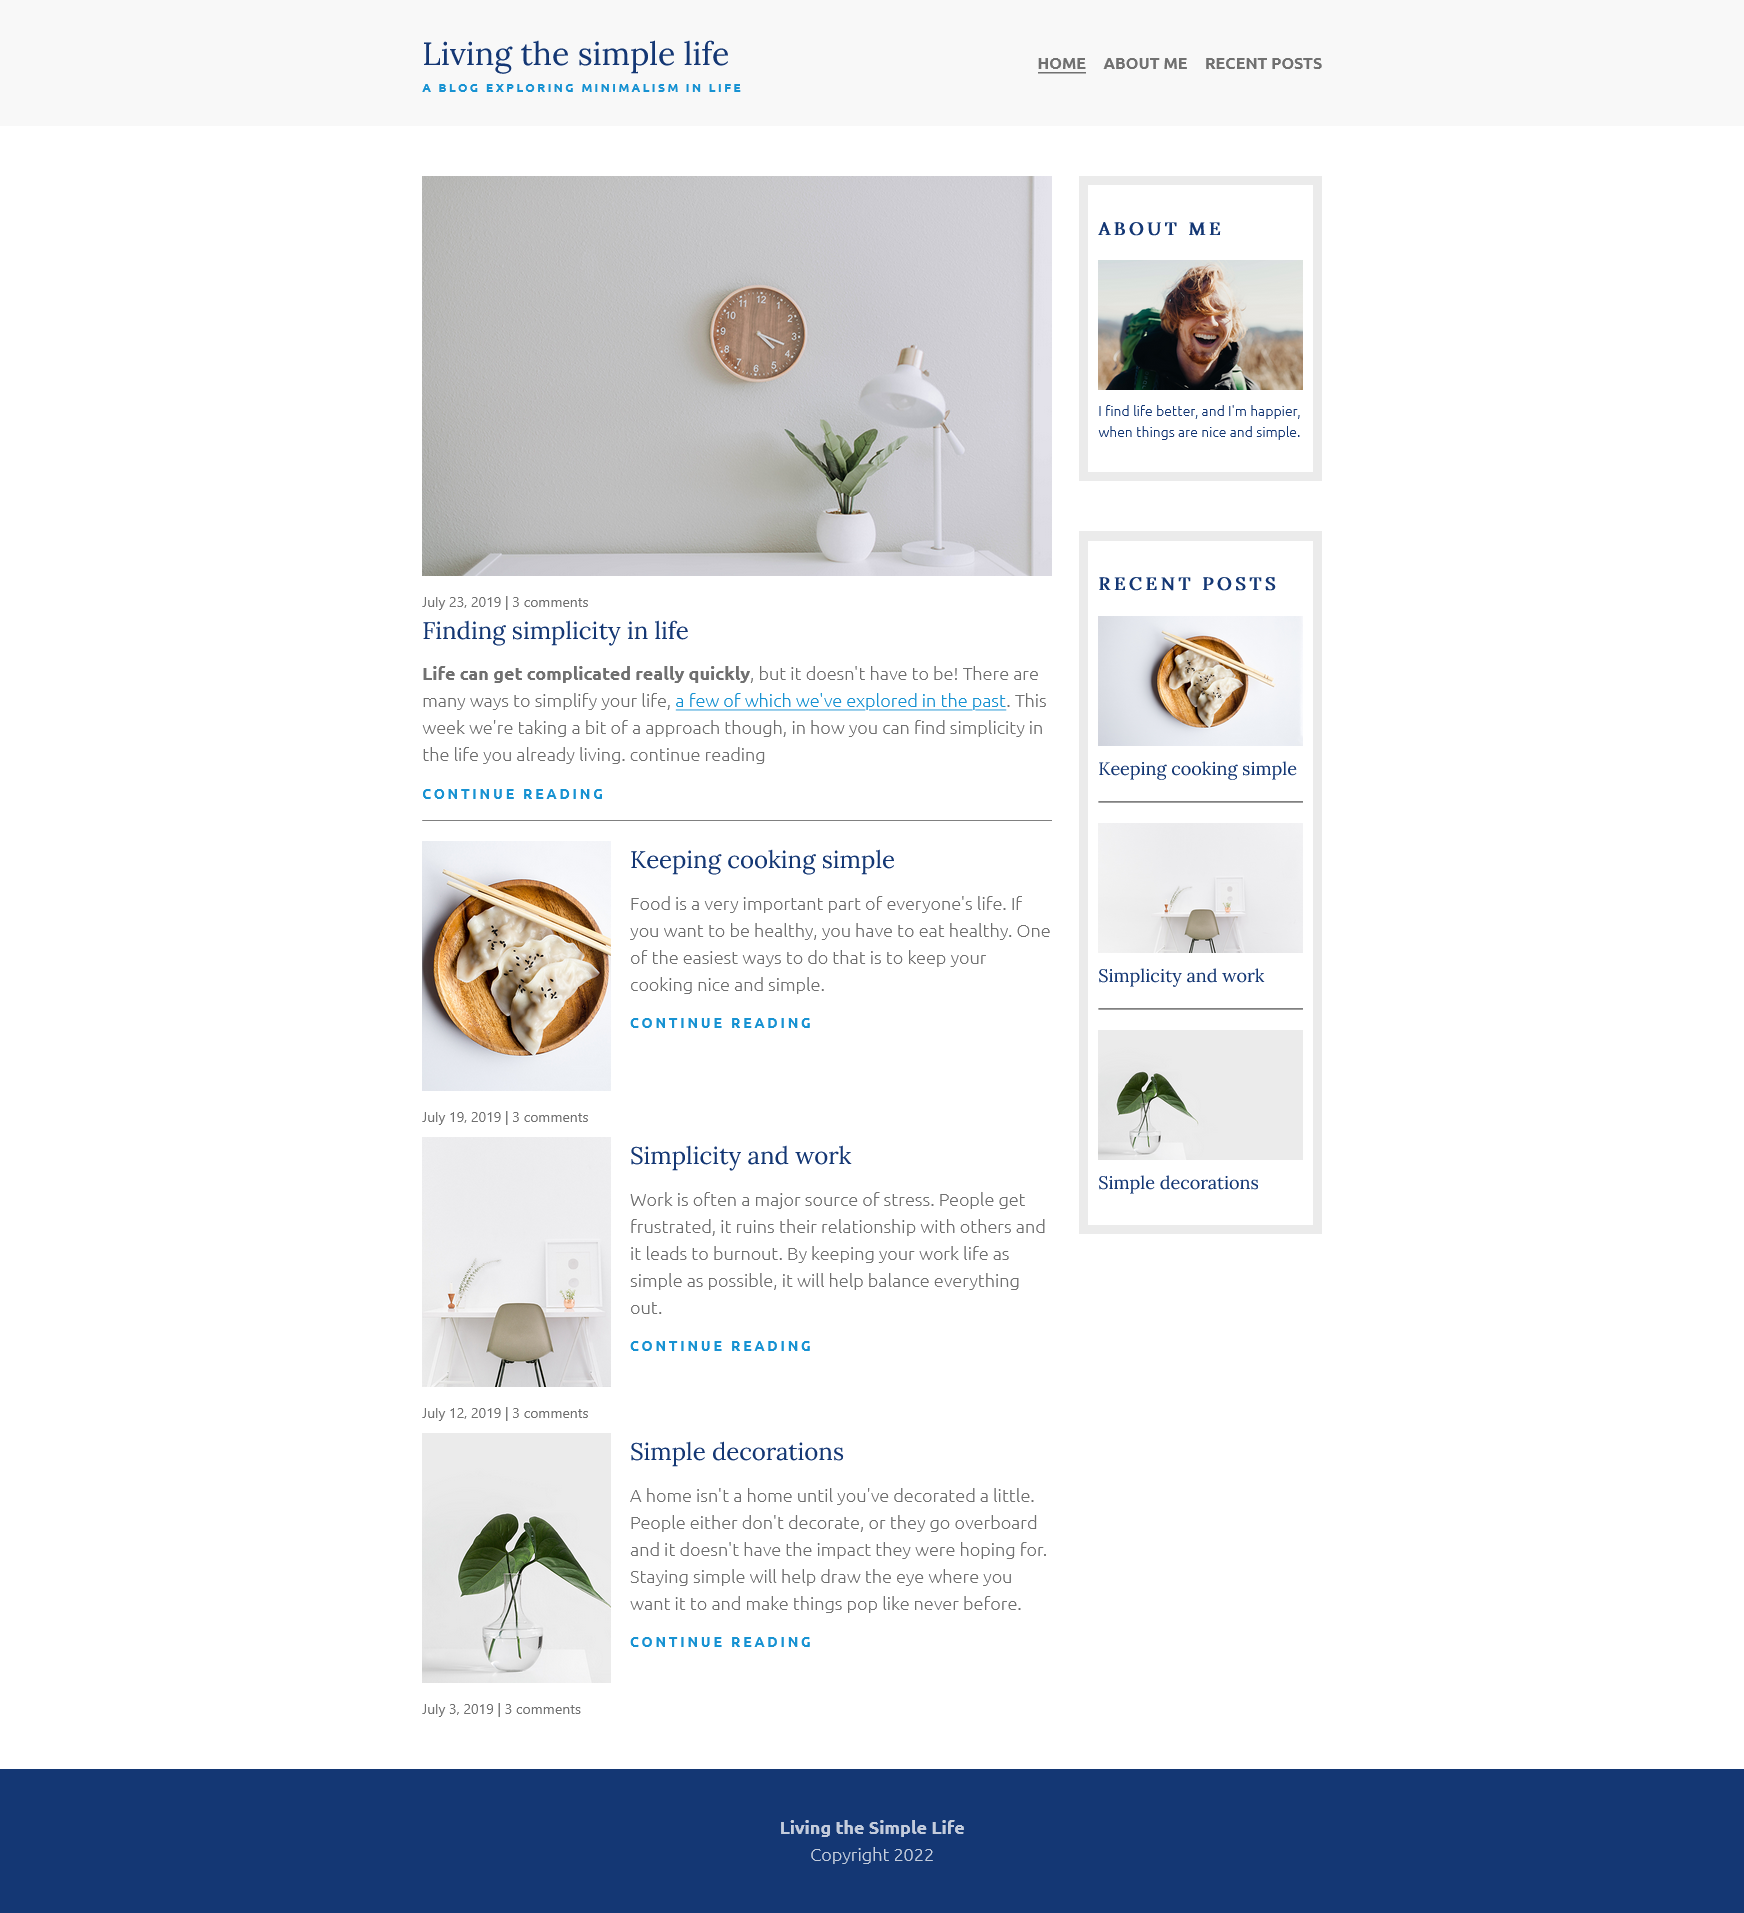 Living the simple life
A BLOG EXPLORING MINIMALISM IN LIFE
HOME ABOUT ME RECENT POSTS
12
1
2
3
4
5
6
7
8
9
10
11
July 23, 2019 | 3 comments
Finding simplicity in life
Life can get complicated really quickly, but it doesn't have to be! There are
many ways to simplify your life, a few of which we've explored in the past. This
week we're taking a bit of a approach though, in how you can find simplicity in
the life you already living. continue reading
CONTINUE READING
Keeping cooking simple
Food is a very important part of everyone's life. If
you want to be healthy, you have to eat healthy. One
of the easiest ways to do that is to keep your
cooking nice and simple.
CONTINUE READING
July 19, 2019 | 3 comments
Simplicity and work
Work is often a major source of stress. People get
frustrated, it ruins their relationship with others and
it leads to burnout. By keeping your work life as
simple as possible, it will help balance everything
out.
CONTINUE READING
July 12, 2019 | 3 comments
Simple decorations
A home isn't a home until you've decorated a little.
People either don't decorate, or they go overboard
and it doesn't have the impact they were hoping for.
Staying simple will help draw the eye where you
want it to and make things pop like never before.
CONTINUE READING
July 3, 2019 | 3 comments
ABOUT ME
I find life better, and I'm happier,
when things are nice and simple.
RECENT POSTS
Keeping cooking simple
Simplicity and work
Simple decorations
Living the Simple Life
Copyright 2022